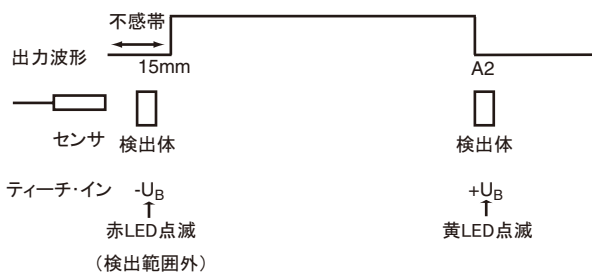 不感帯
出力波形
15mm
A2
センサ
検出体
検出体
ティーチ・イン
-UB
+UB
赤LED点滅
黄LED点滅
(検出範囲外)